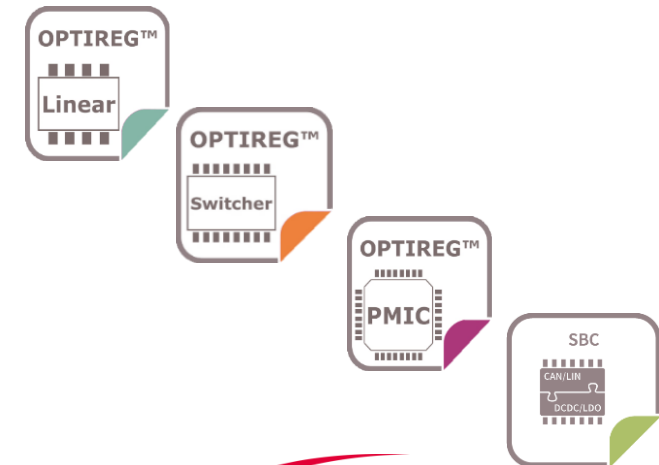 OPTIREG™
Linear
OPTIREG™
Switcher
OPTIREG™
PMIC
SBC
CAN/LIN
DCDC/LDO